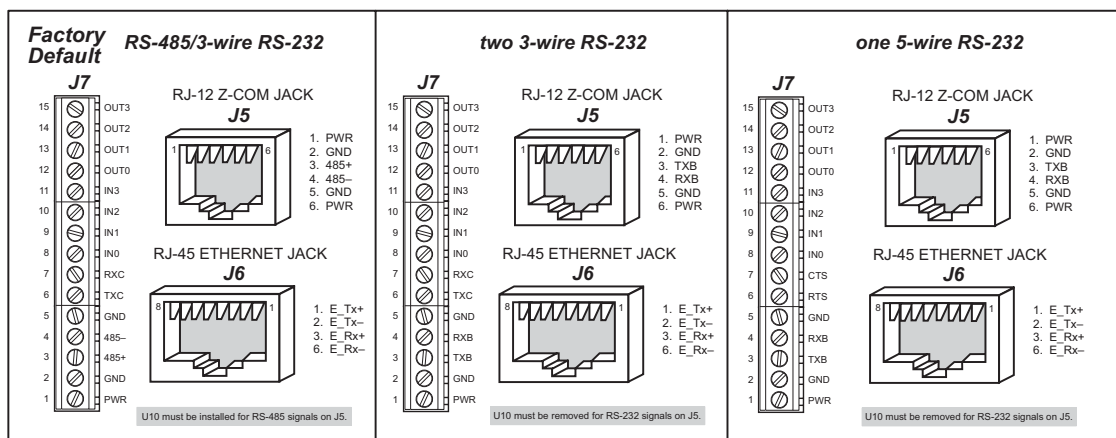 Factory Default
RS-485/3-wire RS-232
J7
15 OUT3
14 OUT2
13 OUT1
12 OUT0
11 IN3
10 IN2
9 IN1
8 IN0
7 RXC
6 TXC
5 GND
4 485–
3 485+
2 GND
1 PWR
RJ-12 Z-COM JACK
J5
1 6
1. PWR
2. GND
3. 485+
4. 485–
5. GND
6. PWR
RJ-45 ETHERNET JACK
J6
8 1
1. E_Tx+
2. E_Tx–
3. E_Rx+
6. E_Rx–
U10 must be installed for RS-485 signals on J5.
two 3-wire RS-232
J7
15 OUT3
14 OUT2
13 OUT1
12 OUT0
11 IN3
10 IN2
9 IN1
8 IN0
7 RXC
6 TXC
5 GND
4 RXB
3 TXB
2 GND
1 PWR
RJ-12 Z-COM JACK
J5
1 6
1. PWR
2. GND
3. TXB
4. RXB
5. GND
6. PWR
RJ-45 ETHERNET JACK
J6
8 1
1. E_Tx+
2. E_Tx–
3. E_Rx+
6. E_Rx–
U10 must be removed for RS-232 signals on J5.
one 5-wire RS-232
J7
15 OUT3
14 OUT2
13 OUT1
12 OUT0
11 IN3
10 IN2
9 IN1
8 IN0
7 CTS
6 RTS
5 GND
4 RXB
3 TXB
2 GND
1 PWR
RJ-12 Z-COM JACK
J5
1 6
1. PWR
2. GND
3. TXB
4. RXB
5. GND
6. PWR
RJ-45 ETHERNET JACK
J6
8 1
1. E_Tx+
2. E_Tx–
3. E_Rx+
6. E_Rx–
U10 must be removed for RS-232 signals on J5.